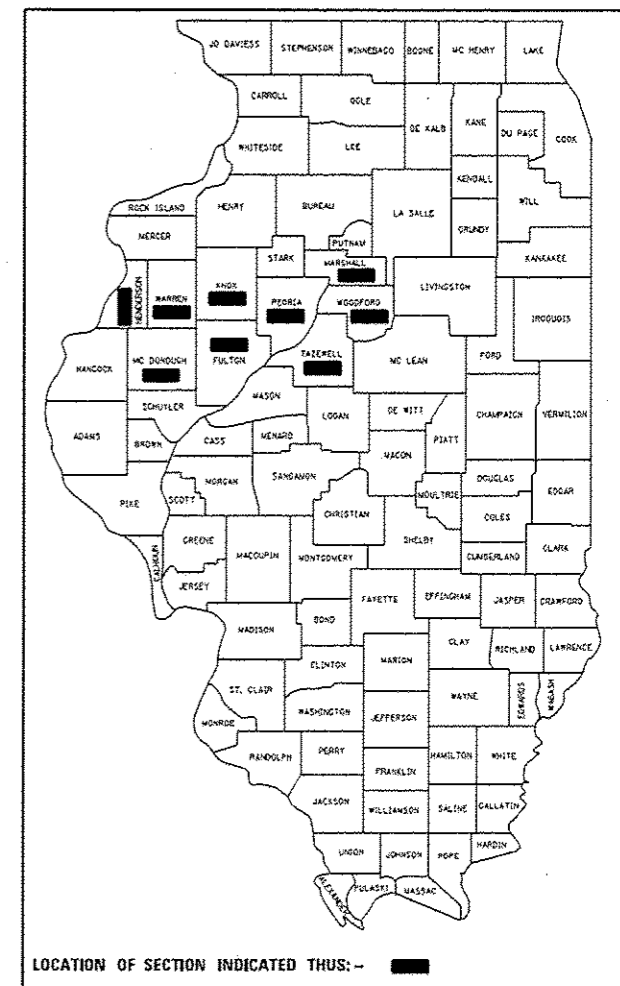 JO DAVIESS STEPHENSON WINNEBAGO BOONE MC HENRY LAKE
CARROLL OGLE DE KALB KANE DU PAGE COOK
WHITESIDE LEE KENDALL WILL
ROCK ISLAND HENRY BUREAU LA SALLE GRUNDY
MERCER PUTNAM KANKAKEE
STARK MARSHALL
HENDERSON WARREN KNOX PEORIA WOODFORD LIVINGSTON IROQUOIS
HANCOCK MC DONOUGH FULTON TAZEWELL MC LEAN FORD
SCHUYLER MASON LOGAN DE WITT CHAMPAIGN VERMILION
ADAMS BROWN CASS MENARD MACON PIATT
PIKE SCOTT MORGAN SANGAMON MOULTRIE DOUGLAS EDGAR
CHRISTIAN COLES
GREENE MACOUPIN MONTGOMERY SHELBY CUMBERLAND CLARK
CALHOUN JERSEY
FAYETTE EFFINGHAM JASPER CRAWFORD
MADISON BOND
CLINTON MARION CLAY RICHLAND LAWRENCE
ST. CLAIR WASHINGTON JEFFERSON WAYNE EDWARDS WABASH
MONROE
RANDOLPH PERRY FRANKLIN HAMILTON WHITE
JACKSON WILLIAMSON SALINE GALLATIN
UNION JOHNSON POPE HARDIN
ALEXANDER PULASKI MASSAC
LOCATION OF SECTION INDICATED THUS:-